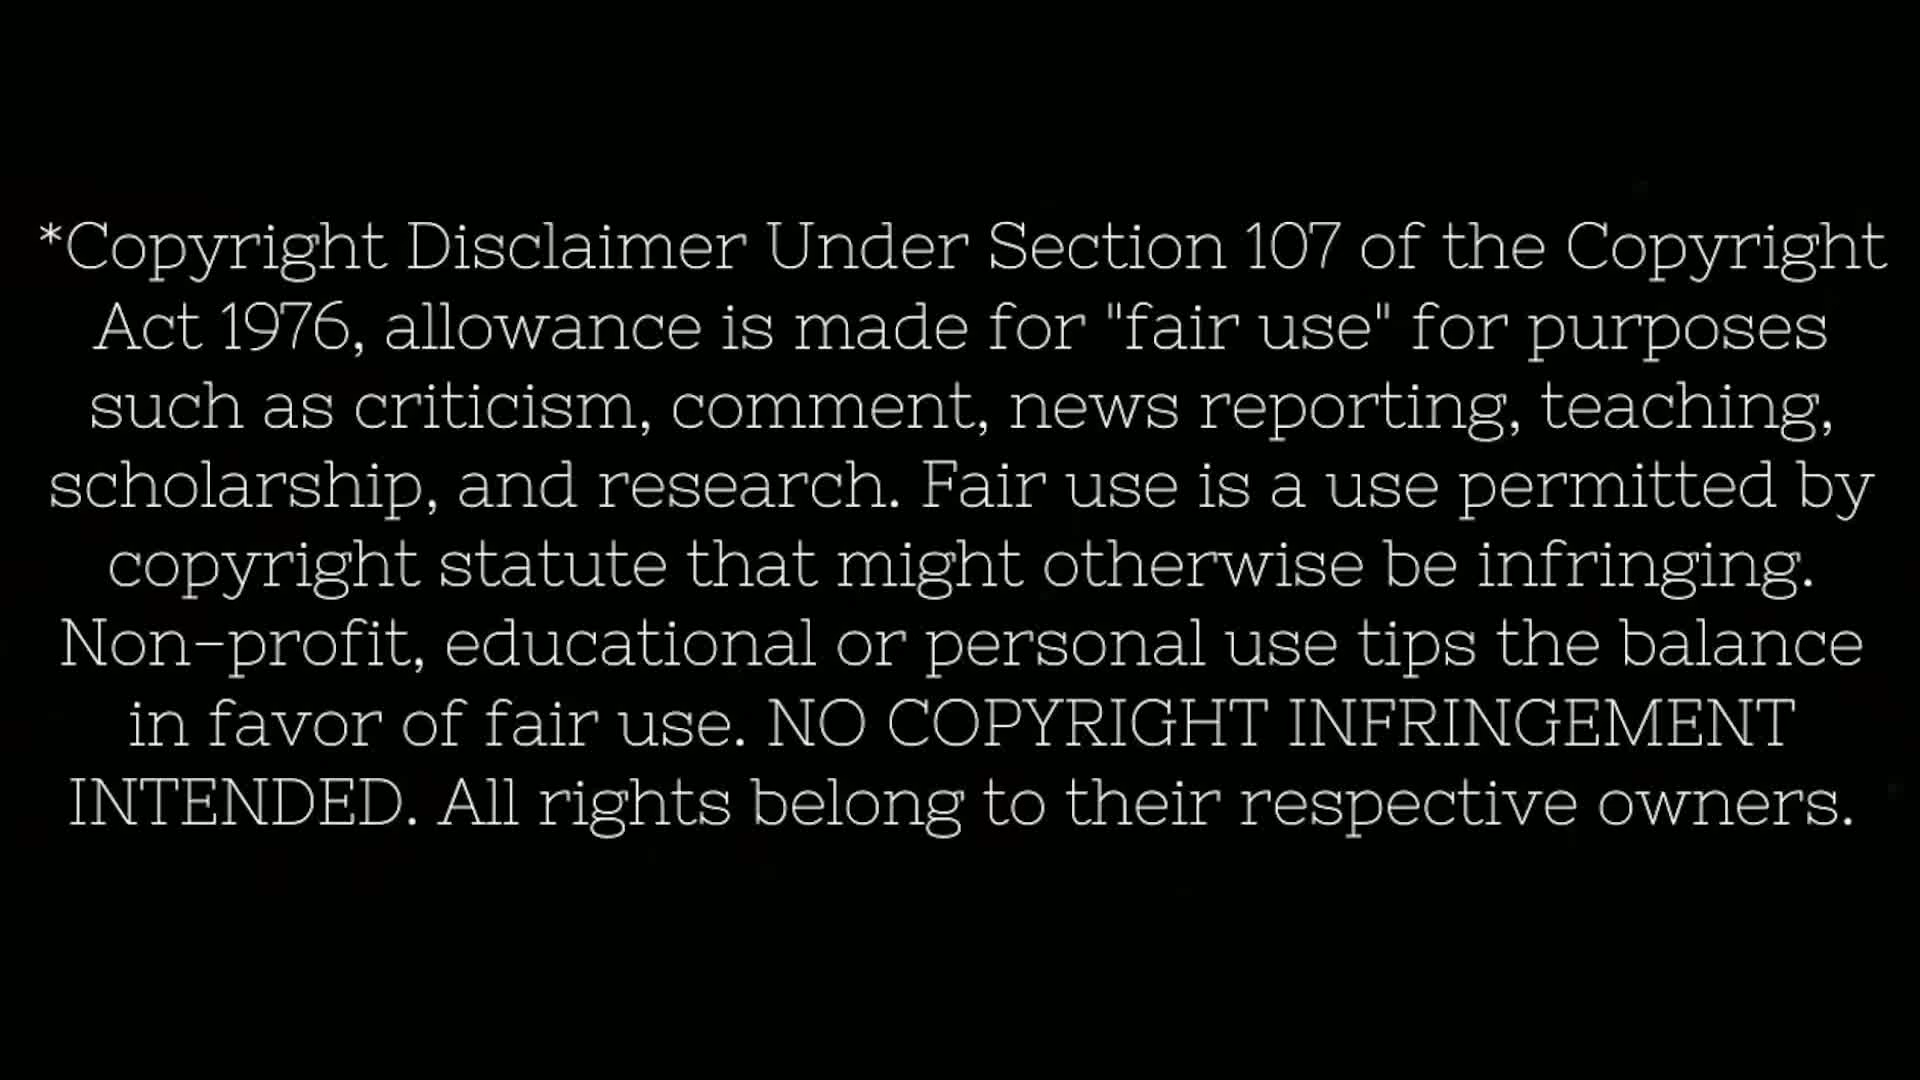 *Copyright Disclaimer Under Section 107 of the Copyright
Act 1976, allowance is made for "fair use" for purposes
such as criticism, comment, news reporting, teaching,
scholarship, and research. Fair use is a use permitted by
copyright statute that might otherwise be infringing.
Non-profit, educational or personal use tips the balance
in favor of fair use. NO COPYRIGHT INFRINGEMENT
INTENDED. All rights belong to their respective owners.